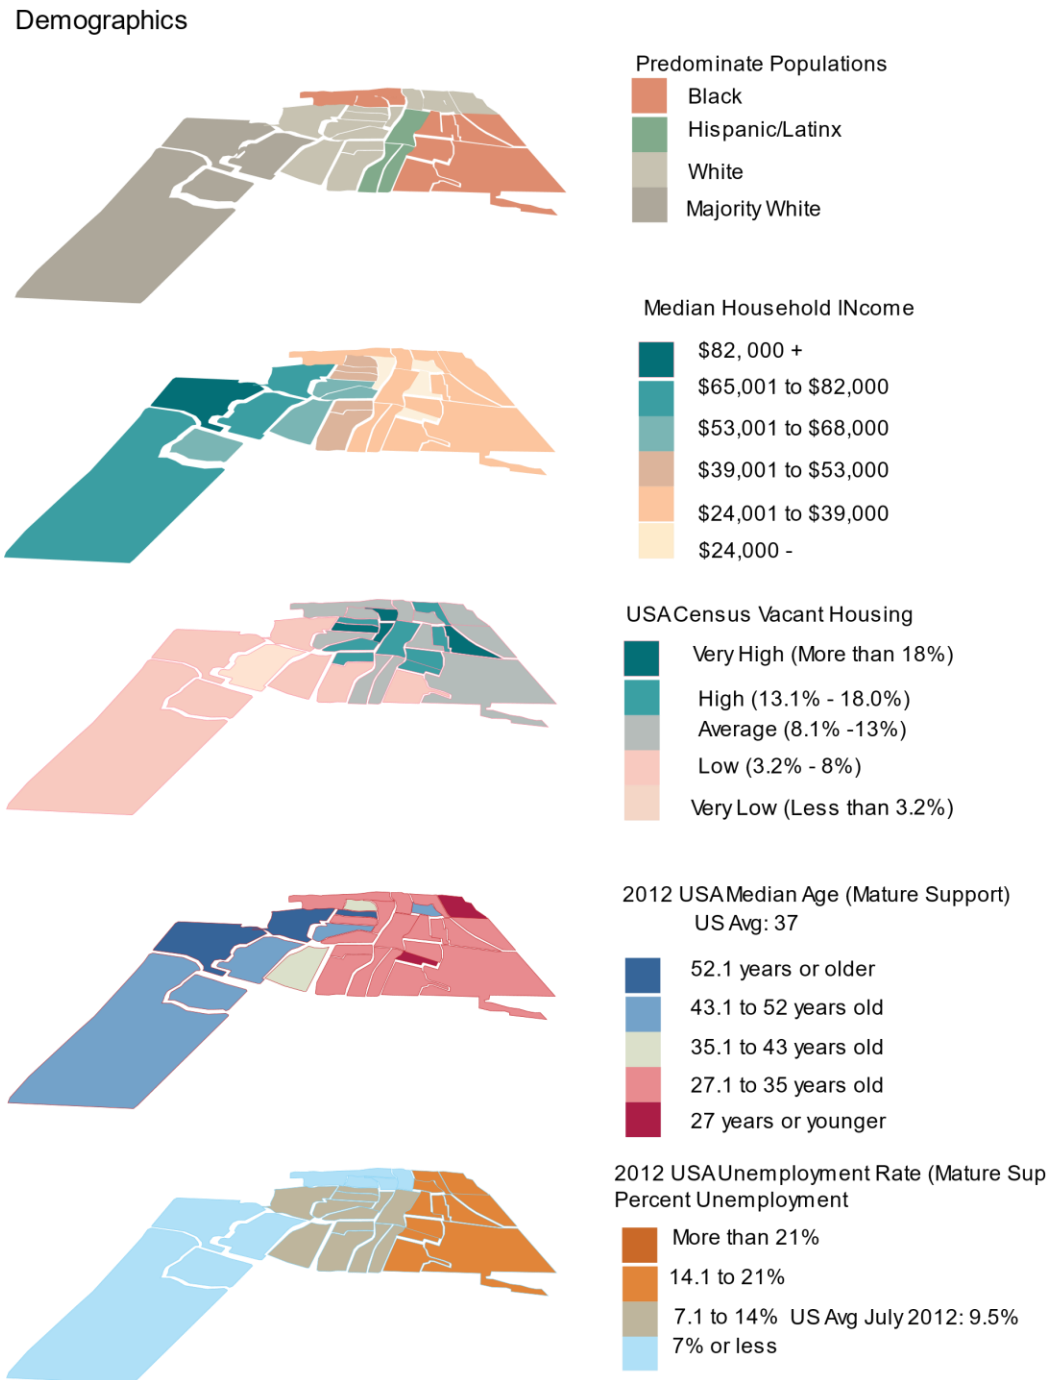 Demographics
Predominate Populations
Black
Hispanic/Latinx
White
Majority White
Median Household INcome
$82, 000 +
$65,001 to $82,000
$53,001 to $68,000
$39,001 to $53,000
$24,001 to $39,000
$24,000 -
USA Census Vacant Housing
Very High (More than 18%)
High (13.1% - 18.0%)
Average (8.1% -13%)
Low (3.2% - 8%)
Very Low (Less than 3.2%)
2012 USA Median Age (Mature Support)
US Avg: 37
52.1 years or older
43.1 to 52 years old
35.1 to 43 years old
27.1 to 35 years old
27 years or younger
2012 USA Unemployment Rate (Mature Sup
Percent Unemployment
More than 21%
14.1 to 21%
7.1 to 14% US Avg July 2012: 9.5%
7% or less